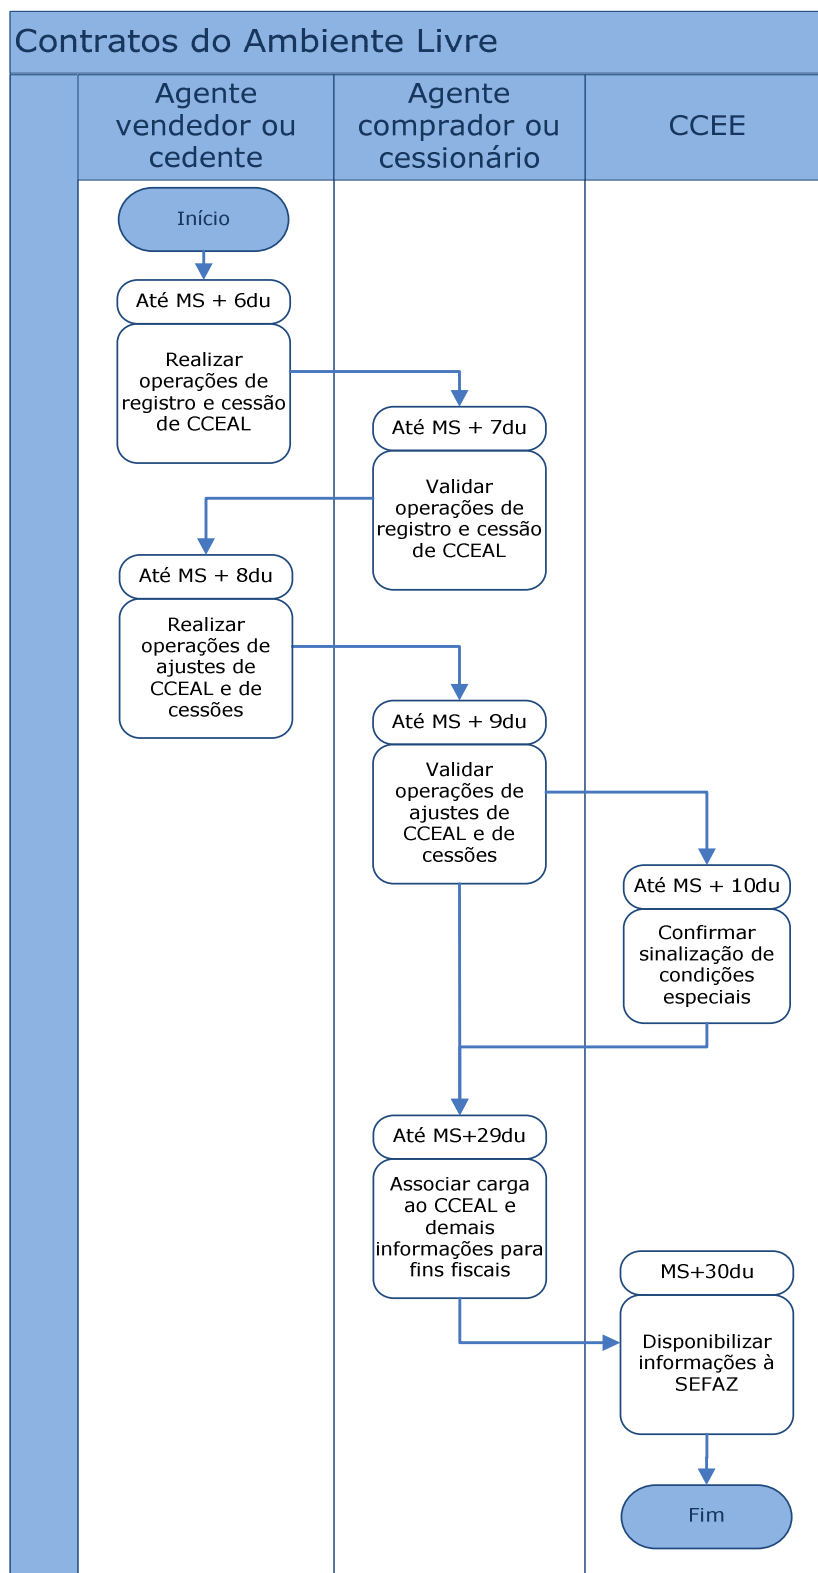 Contratos do Ambiente Livre
Agente
vendedor ou
cedente
Agente
comprador ou
cessionário
CCEE
Início
Até MS + 6du
Realizar
operações de
registro e cessão
de CCEAL
Até MS + 7du
Validar
operações de
registro e cessão
de CCEAL
Até MS + 8du
Realizar
operações de
ajustes de
CCEAL e de
cessões
Até MS + 9du
Validar
operações de
ajustes de
CCEAL e de
cessões
Até MS + 10du
Confirmar
sinalização de
condições
especiais
Até MS+29du
Associar carga
ao CCEAL e
demais
informações para
fins fiscais
MS+30du
Disponibilizar
informações à
SEFAZ
Fim